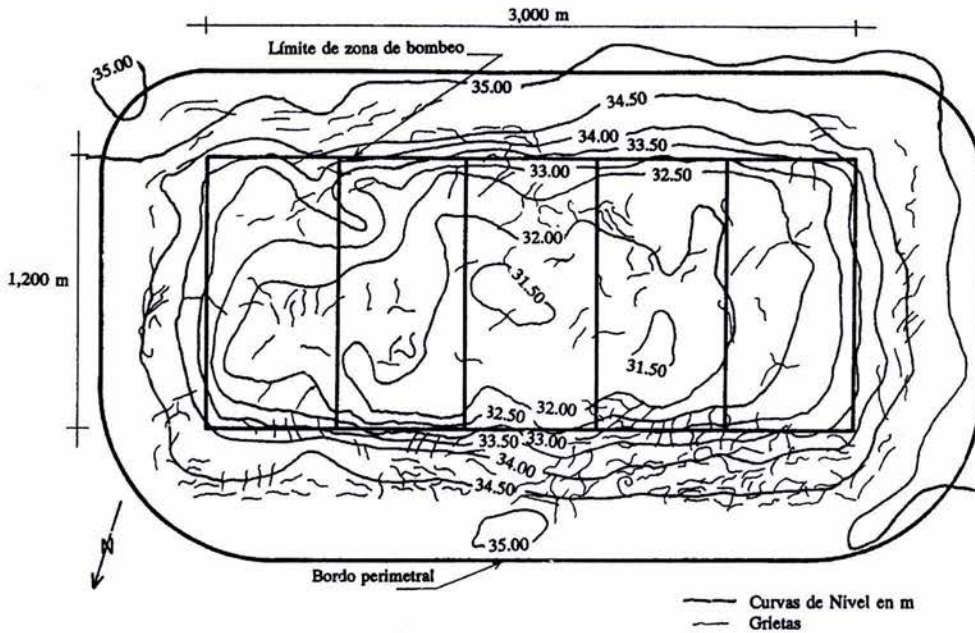 3,000 m
Límite de zona de bombeo
35.00
35.00
34.50
34.00
33.50
33.00
32.50
32.00
31.50
1,200 m
31.50
32.50
32.00
33.50
33.00
34.00
34.50
35.00
N
Bordo perimetral
Curvas de Nivel en m
Grietas